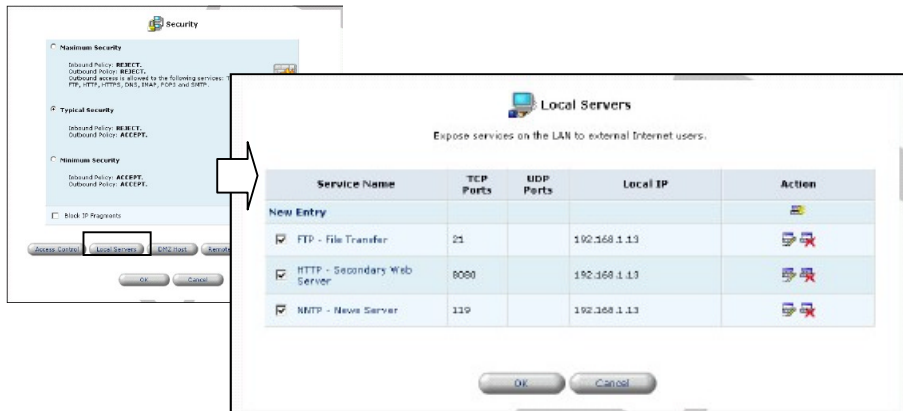 Security
Maximum Security
Inbound Policy: REJECT.
Outbound Policy: REJECT.
Outbound access is allowed to the following services: T
FTP, HTTP, HTTPS, DNS, IMAP, POP3 and SMTP.
Typical Security
Inbound Policy: REJECT.
Outbound Policy: ACCEPT.
Minimum Security
Inbound Policy: ACCEPT.
Outbound Policy: ACCEPT.
Block IP Fragments
Access Control Local Servers DMZ Host Remote
OK Cancel
Local Servers
Expose services on the LAN to external Internet users.
Service Name TCP Ports UDP Ports Local IP Action
New Entry
FTP - File Transfer 21 192.168.1.13
HTTP - Secondary Web Server 8080 192.168.1.13
NNTP - News Server 119 192.168.1.13
OK Cancel